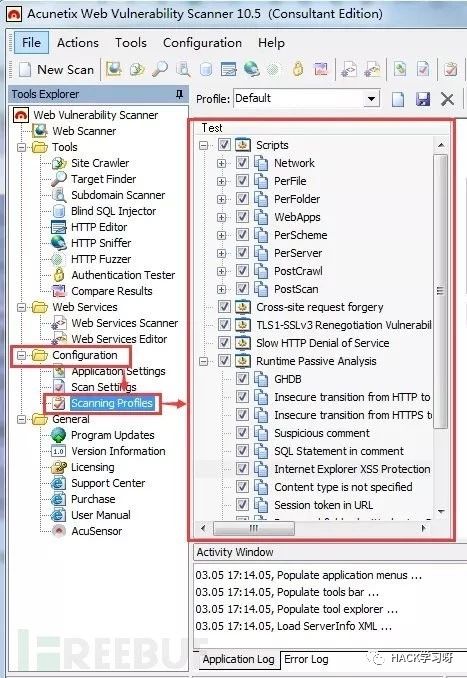 Acunetix Web Vulnerability Scanner 10.5 (Consultant Edition)
File Actions Tools Configuration Help
New Scan
Tools Explorer
Profile: Default
Web Vulnerability Scanner
Web Scanner
Tools
Site Crawler
Target Finder
Subdomain Scanner
Blind SQL Injector
HTTP Editor
HTTP Sniffer
HTTP Fuzzer
Authentication Tester
Compare Results
Web Services
Web Services Scanner
Web Services Editor
Configuration
Application Settings
Scan Settings
Scanning Profiles
General
Program Updates
Version Information
Licensing
Support Center
Purchase
User Manual
AcuSensor
Test
Scripts
Network
PerFile
PerFolder
WebApps
PerScheme
PerServer
PostCrawl
PostScan
Cross-site request forgery
TLS1-SSLv3 Renegotiation Vulnerabil
Slow HTTP Denial of Service
Runtime Passive Analysis
GHDB
Insecure transition from HTTP to
Insecure transition from HTTPS to
Suspicious comment
SQL Statement in comment
Internet Explorer XSS Protection
Content type is not specified
Session token in URL
Activity Window
03.05 17:14.05, Populate application menus ...
03.05 17:14.05, Populate tools bar ...
03.05 17:14.05, Populate tool explorer ...
03.05 17:14.05, Load ServerInfo XML ...
Application Log Error Log
FREEBUF
HACK学习呀